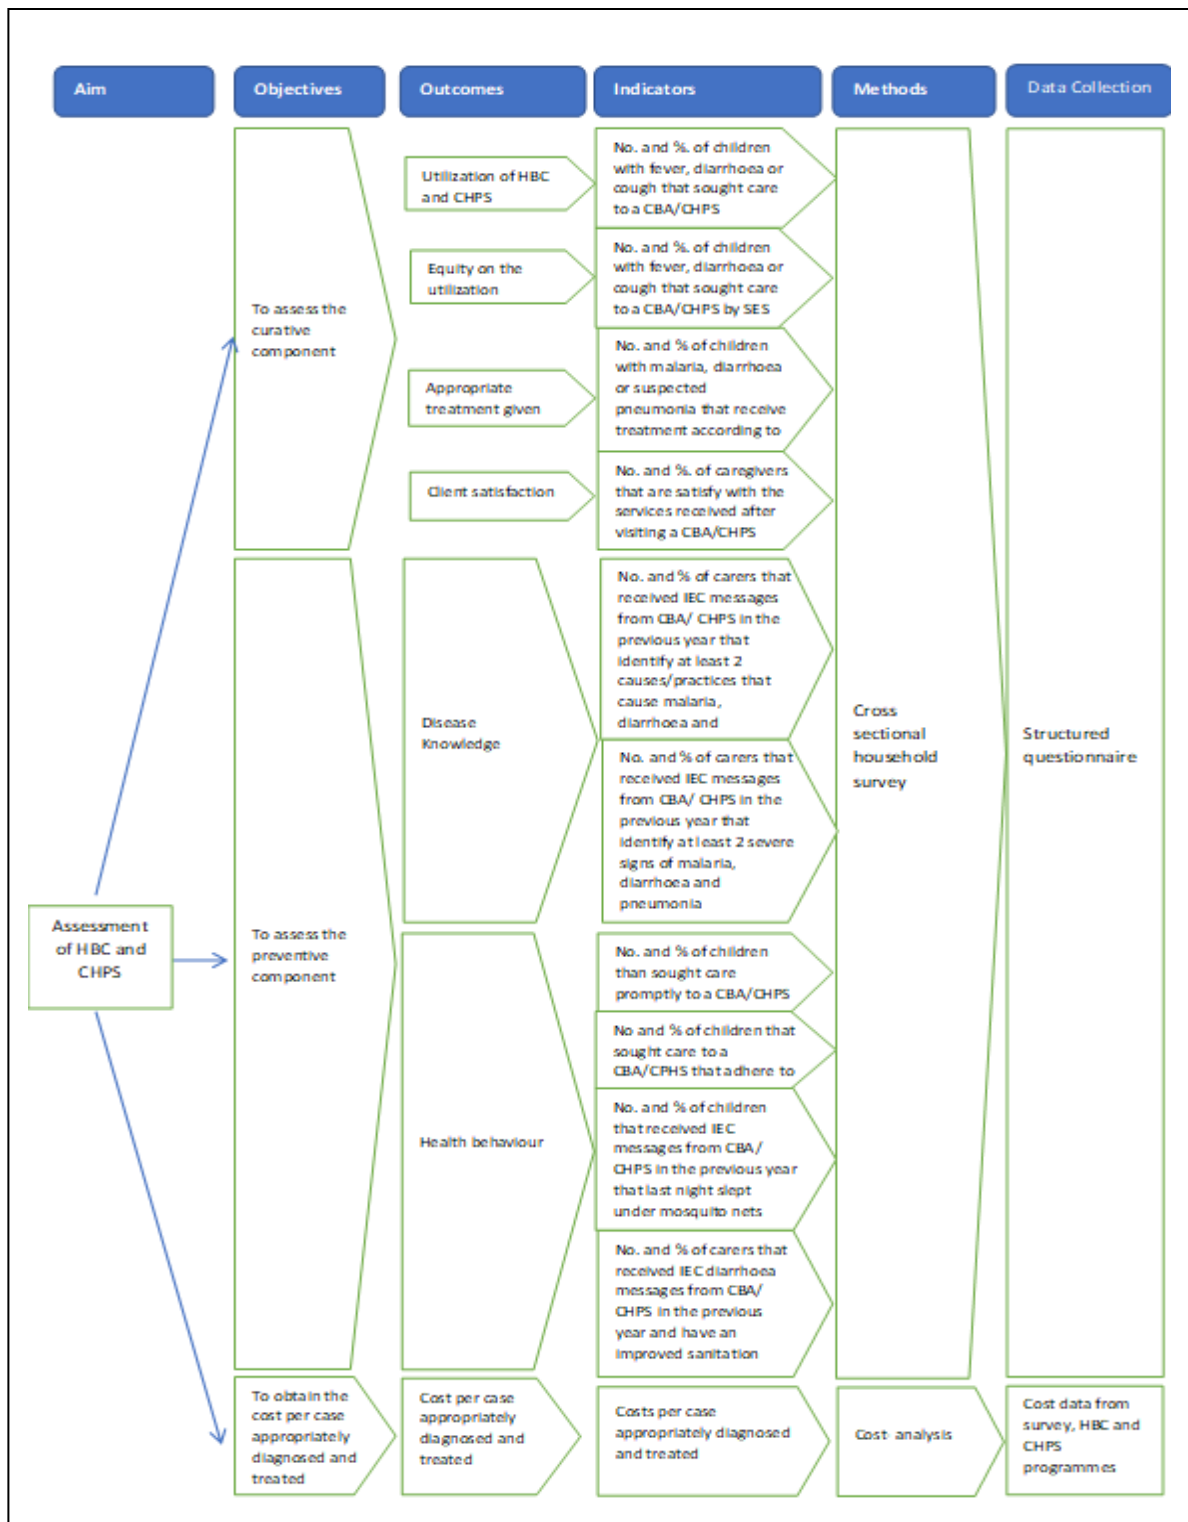 Aim
Objectives
Outcomes
Indicators
Methods
Data Collection
Assessment
of HBC and
CHPS
To assess the
curative
component
Utilization of HBC
and CHPS
No. and %. of children
with fever, diarrhoea or
cough that sought care
to a CBA/CHPS
Equity on the
utilization
No. and %. of children
with fever, diarrhoea or
cough that sought care
to a CBA/CHPS by SES
Appropriate
treatment given
No. and % of children
with malaria, diarrhoea
or suspected
pneumonia that receive
treatment according to
Client satisfaction
No. and %. of caregivers
that are satisfy with the
services received after
visiting a CBA/CHPS
To assess the
preventive
component
Disease
Knowledge
No. and % of carers that
received IEC messages
from CBA/ CHPS in the
previous year that
identify at least 2
causes/practices that
cause malaria,
diarrhoea and
No. and % of carers that
received IEC messages
from CBA/ CHPS in the
previous year that
identify at least 2 severe
signs of malaria,
diarrhoea and
pneumonia
Health behaviour
No. and % of children
than sought care
promptly to a CBA/CHPS
No and % of children that
sought care to a
CBA/CPHS that adhere to
No. and % of children
that received IEC
messages from CBA/
CHPS in the previous year
that last night slept
under mosquito nets
No. and % of carers that
received IEC diarrhoea
messages from CBA/
CHPS in the previous
year and have an
improved sanitation
Cross
sectional
household
survey
Structured
questionnaire
To obtain the
cost per case
appropriately
diagnosed and
treated
Cost per case
appropriately
diagnosed and
treated
Costs per case
appropriately diagnosed
and treated
Cost- analysis
Cost data from
survey, HBC and
CHPS
programmes